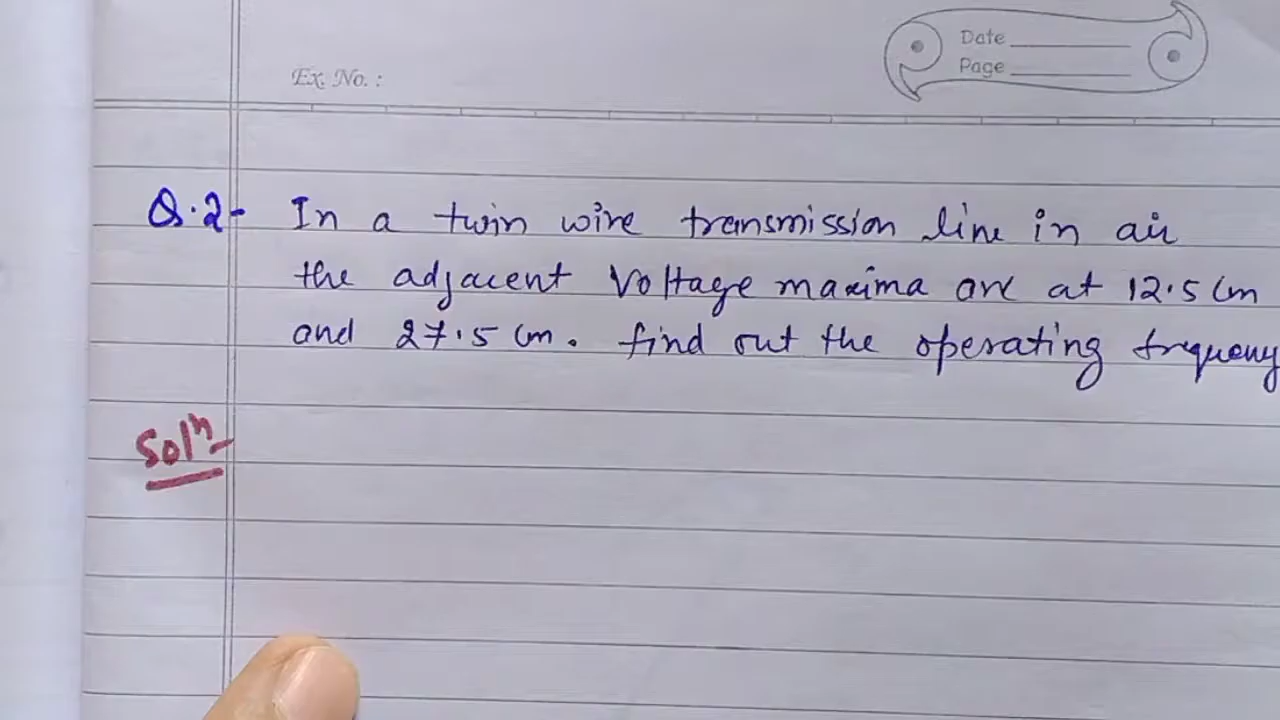 Date
Page
Ex. No. :
Q.2- In a twin wire transmission line in air
the adjacent Voltage maxima are at 12.5 cm
and 27.5 cm. find out the operating frequency
Solⁿ-